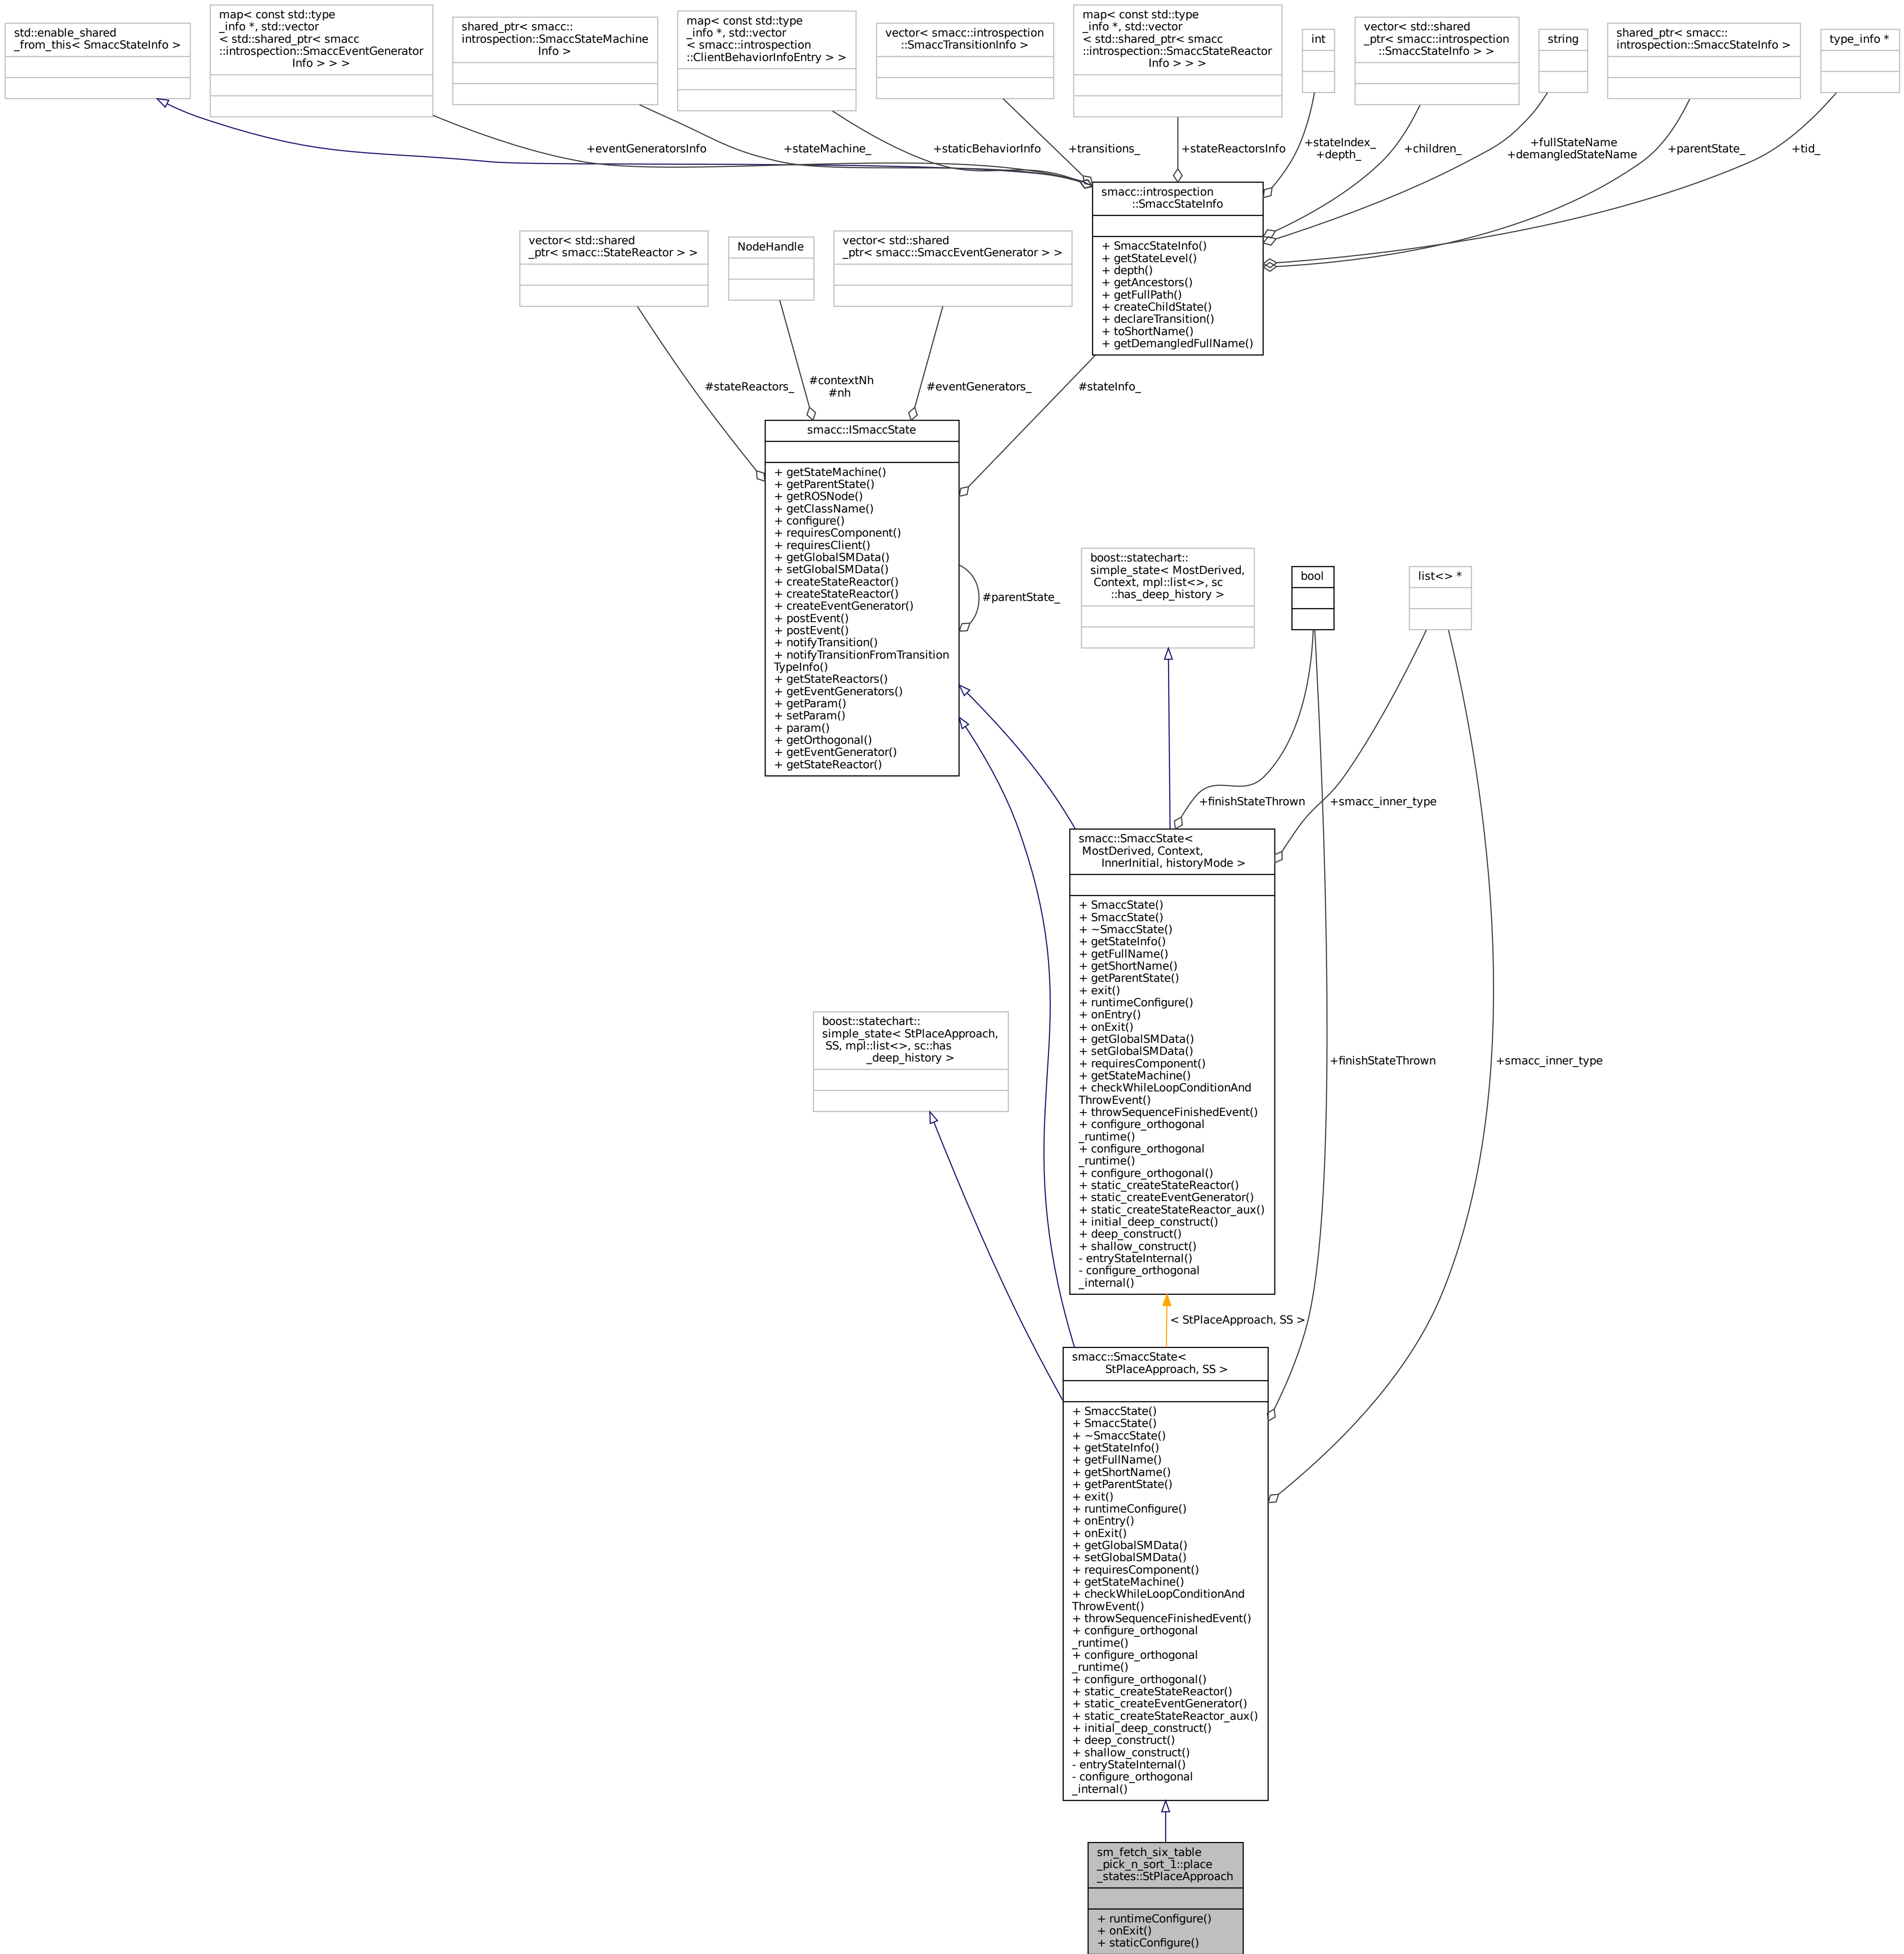 std::enable_shared
_from_this< SmaccStateInfo >
map< const std::type
_info *, std::vector
< std::shared_ptr< smacc
::introspection::SmaccEventGenerator
Info > > >
shared_ptr< smacc::
introspection::SmaccStateMachine
Info >
map< const std::type
_info *, std::vector
< smacc::introspection
::ClientBehaviorInfoEntry > >
vector< smacc::introspection
::SmaccTransitionInfo >
map< const std::type
_info *, std::vector
< std::shared_ptr< smacc
::introspection::SmaccStateReactor
Info > > >
int
vector< std::shared
_ptr< smacc::introspection
::SmaccStateInfo > >
string
shared_ptr< smacc::
introspection::SmaccStateInfo >
type_info *
+eventGeneratorsInfo
+stateMachine_
+staticBehaviorInfo
+transitions_
+stateReactorsInfo
+stateIndex_
+depth_
+children_
+fullStateName
+demangledStateName
+parentState_
+tid_
smacc::introspection
::SmaccStateInfo
+ SmaccStateInfo()
+ getStateLevel()
+ depth()
+ getAncestors()
+ getFullPath()
+ createChildState()
+ declareTransition()
+ toShortName()
+ getDemangledFullName()
vector< std::shared
_ptr< smacc::StateReactor > >
NodeHandle
vector< std::shared
_ptr< smacc::SmaccEventGenerator > >
#stateReactors_
#contextNh
#nh
#eventGenerators_
#stateInfo_
smacc::ISmaccState
+ getStateMachine()
+ getParentState()
+ getROSNode()
+ getClassName()
+ configure()
+ requiresComponent()
+ requiresClient()
+ getGlobalSMData()
+ setGlobalSMData()
+ createStateReactor()
+ createStateReactor()
+ createEventGenerator()
+ postEvent()
+ postEvent()
+ notifyTransition()
+ notifyTransitionFromTransition
TypeInfo()
+ getStateReactors()
+ getEventGenerators()
+ getParam()
+ setParam()
+ param()
+ getOrthogonal()
+ getEventGenerator()
+ getStateReactor()
#parentState_
boost::statechart::
simple_state< MostDerived,
Context, mpl::list<>, sc
::has_deep_history >
bool
list<> *
+finishStateThrown
+smacc_inner_type
smacc::SmaccState<
MostDerived, Context,
InnerInitial, historyMode >
+ SmaccState()
+ SmaccState()
+ ~SmaccState()
+ getStateInfo()
+ getFullName()
+ getShortName()
+ getParentState()
+ exit()
+ runtimeConfigure()
+ onEntry()
+ onExit()
+ getGlobalSMData()
+ setGlobalSMData()
+ requiresComponent()
+ getStateMachine()
+ checkWhileLoopConditionAnd
ThrowEvent()
+ throwSequenceFinishedEvent()
+ configure_orthogonal
_runtime()
+ configure_orthogonal
_runtime()
+ configure_orthogonal()
+ static_createStateReactor()
+ static_createEventGenerator()
+ static_createStateReactor_aux()
+ initial_deep_construct()
+ deep_construct()
+ shallow_construct()
- entryStateInternal()
- configure_orthogonal
_internal()
boost::statechart::
simple_state< StPlaceApproach,
SS, mpl::list<>, sc::has
_deep_history >
+finishStateThrown
+smacc_inner_type
< StPlaceApproach, SS >
smacc::SmaccState<
StPlaceApproach, SS >
+ SmaccState()
+ SmaccState()
+ ~SmaccState()
+ getStateInfo()
+ getFullName()
+ getShortName()
+ getParentState()
+ exit()
+ runtimeConfigure()
+ onEntry()
+ onExit()
+ getGlobalSMData()
+ setGlobalSMData()
+ requiresComponent()
+ getStateMachine()
+ checkWhileLoopConditionAnd
ThrowEvent()
+ throwSequenceFinishedEvent()
+ configure_orthogonal
_runtime()
+ configure_orthogonal
_runtime()
+ configure_orthogonal()
+ static_createStateReactor()
+ static_createEventGenerator()
+ static_createStateReactor_aux()
+ initial_deep_construct()
+ deep_construct()
+ shallow_construct()
- entryStateInternal()
- configure_orthogonal
_internal()
sm_fetch_six_table
_pick_n_sort_1::place
_states::StPlaceApproach
+ runtimeConfigure()
+ onExit()
+ staticConfigure()